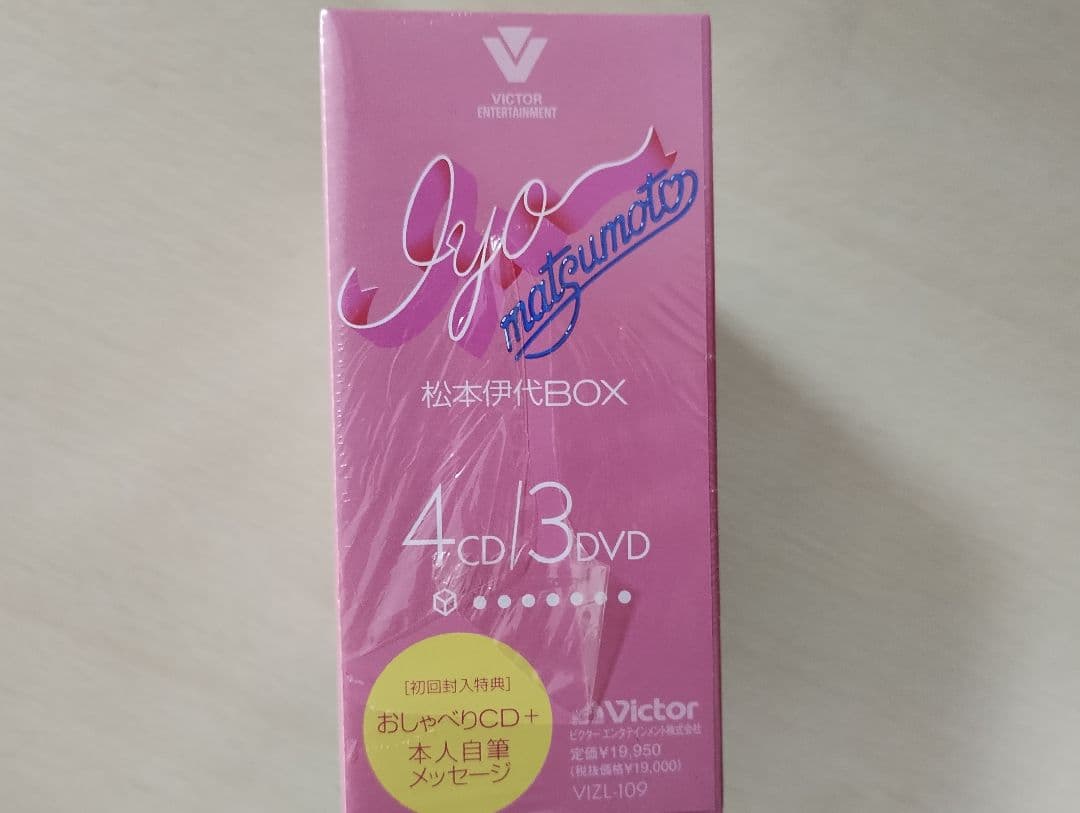 VICTOR
ENTERTAINMENT
Iyo
matsumoto
松本伊代BOX
4CD/3DVD
[初回封入特典]
おしゃべりCD+
本人自筆
メッセージ
Victor
ビクター エンタテインメント株式会社
定価¥19,950
(税抜価格¥19,000)
VIZL-109